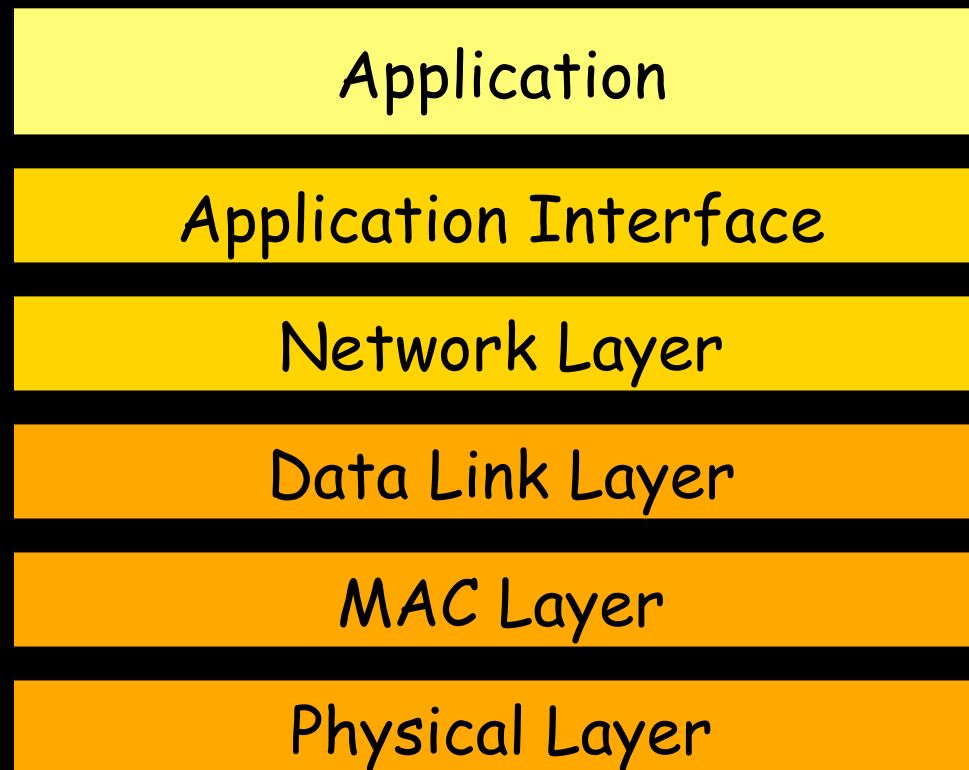 Application
Application Interface
Network Layer
Data Link Layer
MAC Layer
Physical Layer